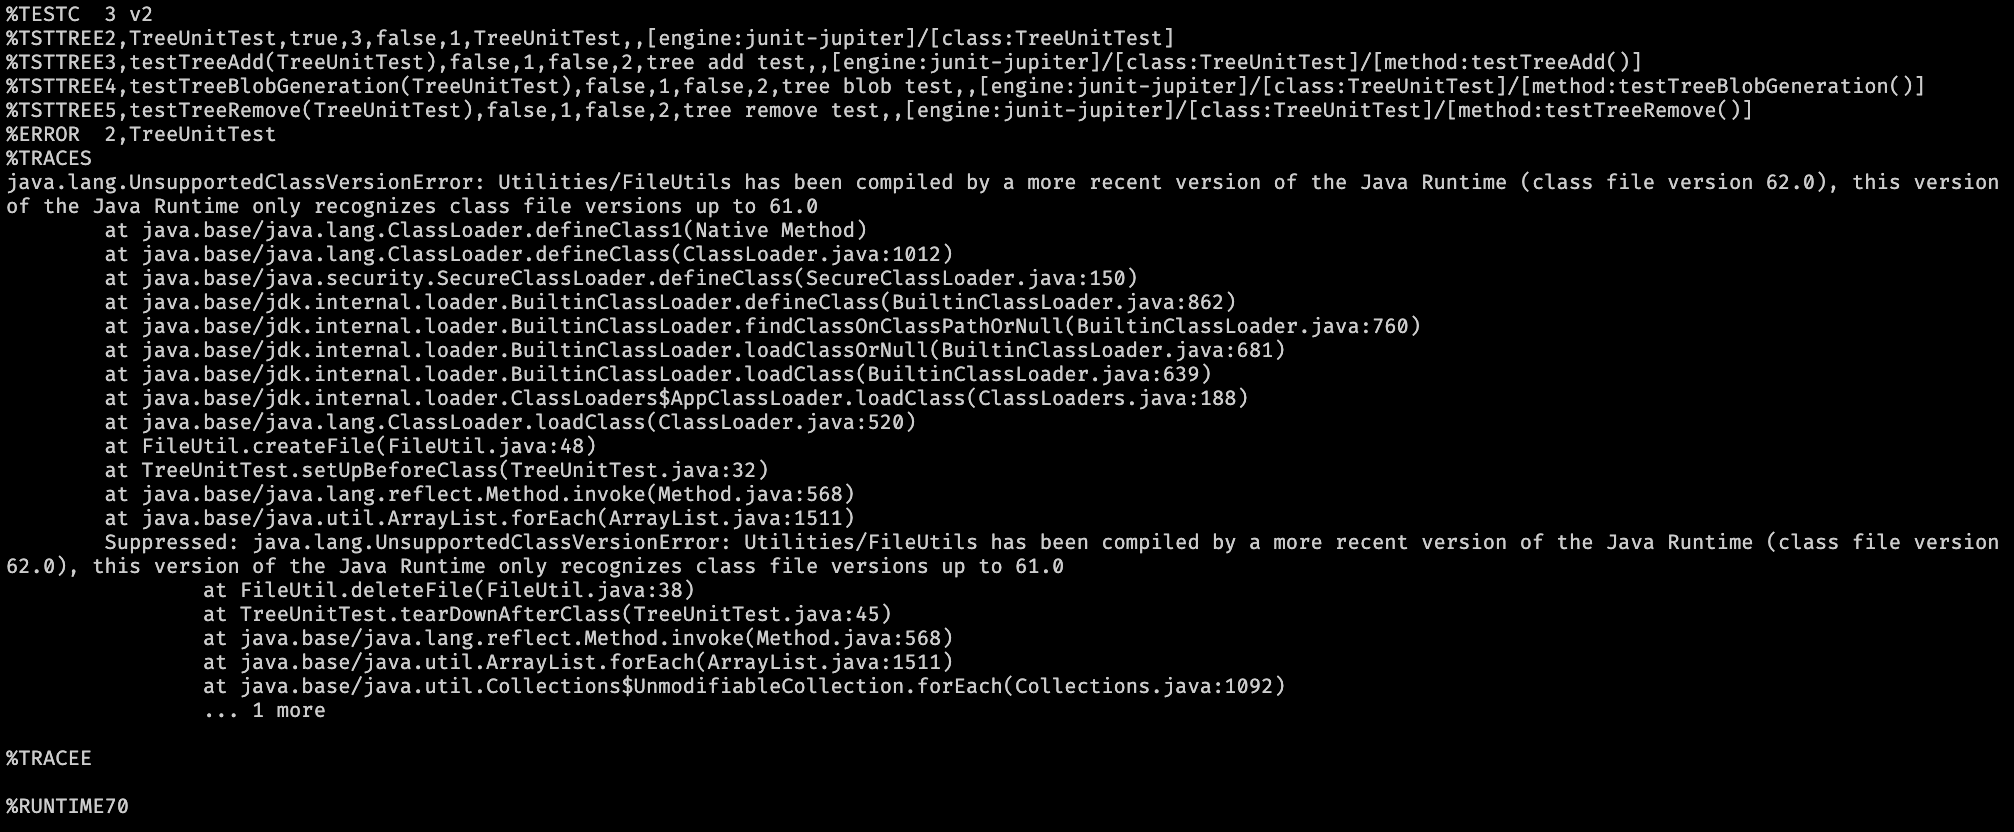 %TESTC  3 v2
%TSTTREE2,TreeUnitTest,true,3,false,1,TreeUnitTest,,[engine:junit-jupiter]/[class:TreeUnitTest]
%TSTTREE3,testTreeAdd(TreeUnitTest),false,1,false,2,tree add test,,[engine:junit-jupiter]/[class:TreeUnitTest]/[method:testTreeAdd()]
%TSTTREE4,testTreeBlobGeneration(TreeUnitTest),false,1,false,2,tree blob test,,[engine:junit-jupiter]/[class:TreeUnitTest]/[method:testTreeBlobGeneration()]
%TSTTREE5,testTreeRemove(TreeUnitTest),false,1,false,2,tree remove test,,[engine:junit-jupiter]/[class:TreeUnitTest]/[method:testTreeRemove()]
%ERROR  2,TreeUnitTest
%TRACES
java.lang.UnsupportedClassVersionError: Utilities/FileUtils has been compiled by a more recent version of the Java Runtime (class file version 62.0), this version
of the Java Runtime only recognizes class file versions up to 61.0
        at java.base/java.lang.ClassLoader.defineClass1(Native Method)
        at java.base/java.lang.ClassLoader.defineClass(ClassLoader.java:1012)
        at java.base/java.security.SecureClassLoader.defineClass(SecureClassLoader.java:150)
        at java.base/jdk.internal.loader.BuiltinClassLoader.defineClass(BuiltinClassLoader.java:862)
        at java.base/jdk.internal.loader.BuiltinClassLoader.findClassOnClassPathOrNull(BuiltinClassLoader.java:760)
        at java.base/jdk.internal.loader.BuiltinClassLoader.loadClassOrNull(BuiltinClassLoader.java:681)
        at java.base/jdk.internal.loader.BuiltinClassLoader.loadClass(BuiltinClassLoader.java:639)
        at java.base/jdk.internal.loader.ClassLoaders$AppClassLoader.loadClass(ClassLoaders.java:188)
        at java.base/java.lang.ClassLoader.loadClass(ClassLoader.java:520)
        at FileUtil.createFile(FileUtil.java:48)
        at TreeUnitTest.setUpBeforeClass(TreeUnitTest.java:32)
        at java.base/java.lang.reflect.Method.invoke(Method.java:568)
        at java.base/java.util.ArrayList.forEach(ArrayList.java:1511)
        Suppressed: java.lang.UnsupportedClassVersionError: Utilities/FileUtils has been compiled by a more recent version of the Java Runtime (class file version
62.0), this version of the Java Runtime only recognizes class file versions up to 61.0
                at FileUtil.deleteFile(FileUtil.java:38)
                at TreeUnitTest.tearDownAfterClass(TreeUnitTest.java:45)
                at java.base/java.lang.reflect.Method.invoke(Method.java:568)
                at java.base/java.util.ArrayList.forEach(ArrayList.java:1511)
                at java.base/java.util.Collections$UnmodifiableCollection.forEach(Collections.java:1092)
                ... 1 more
%TRACEE
%RUNTIME70